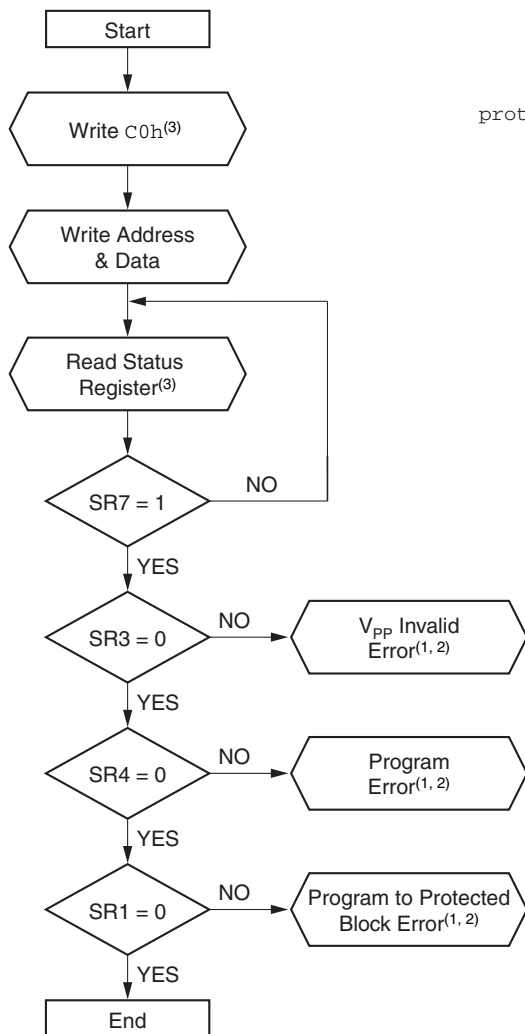 Start
Write C0h(3)
prot
Write Address
& Data
Read Status
Register(3)
SR7 = 1
NO
YES
SR3 = 0
NO
VPP Invalid
Error(1, 2)
YES
SR4 = 0
NO
Program
Error(1, 2)
YES
SR1 = 0
NO
Program to Protected
Block Error(1, 2)
YES
End